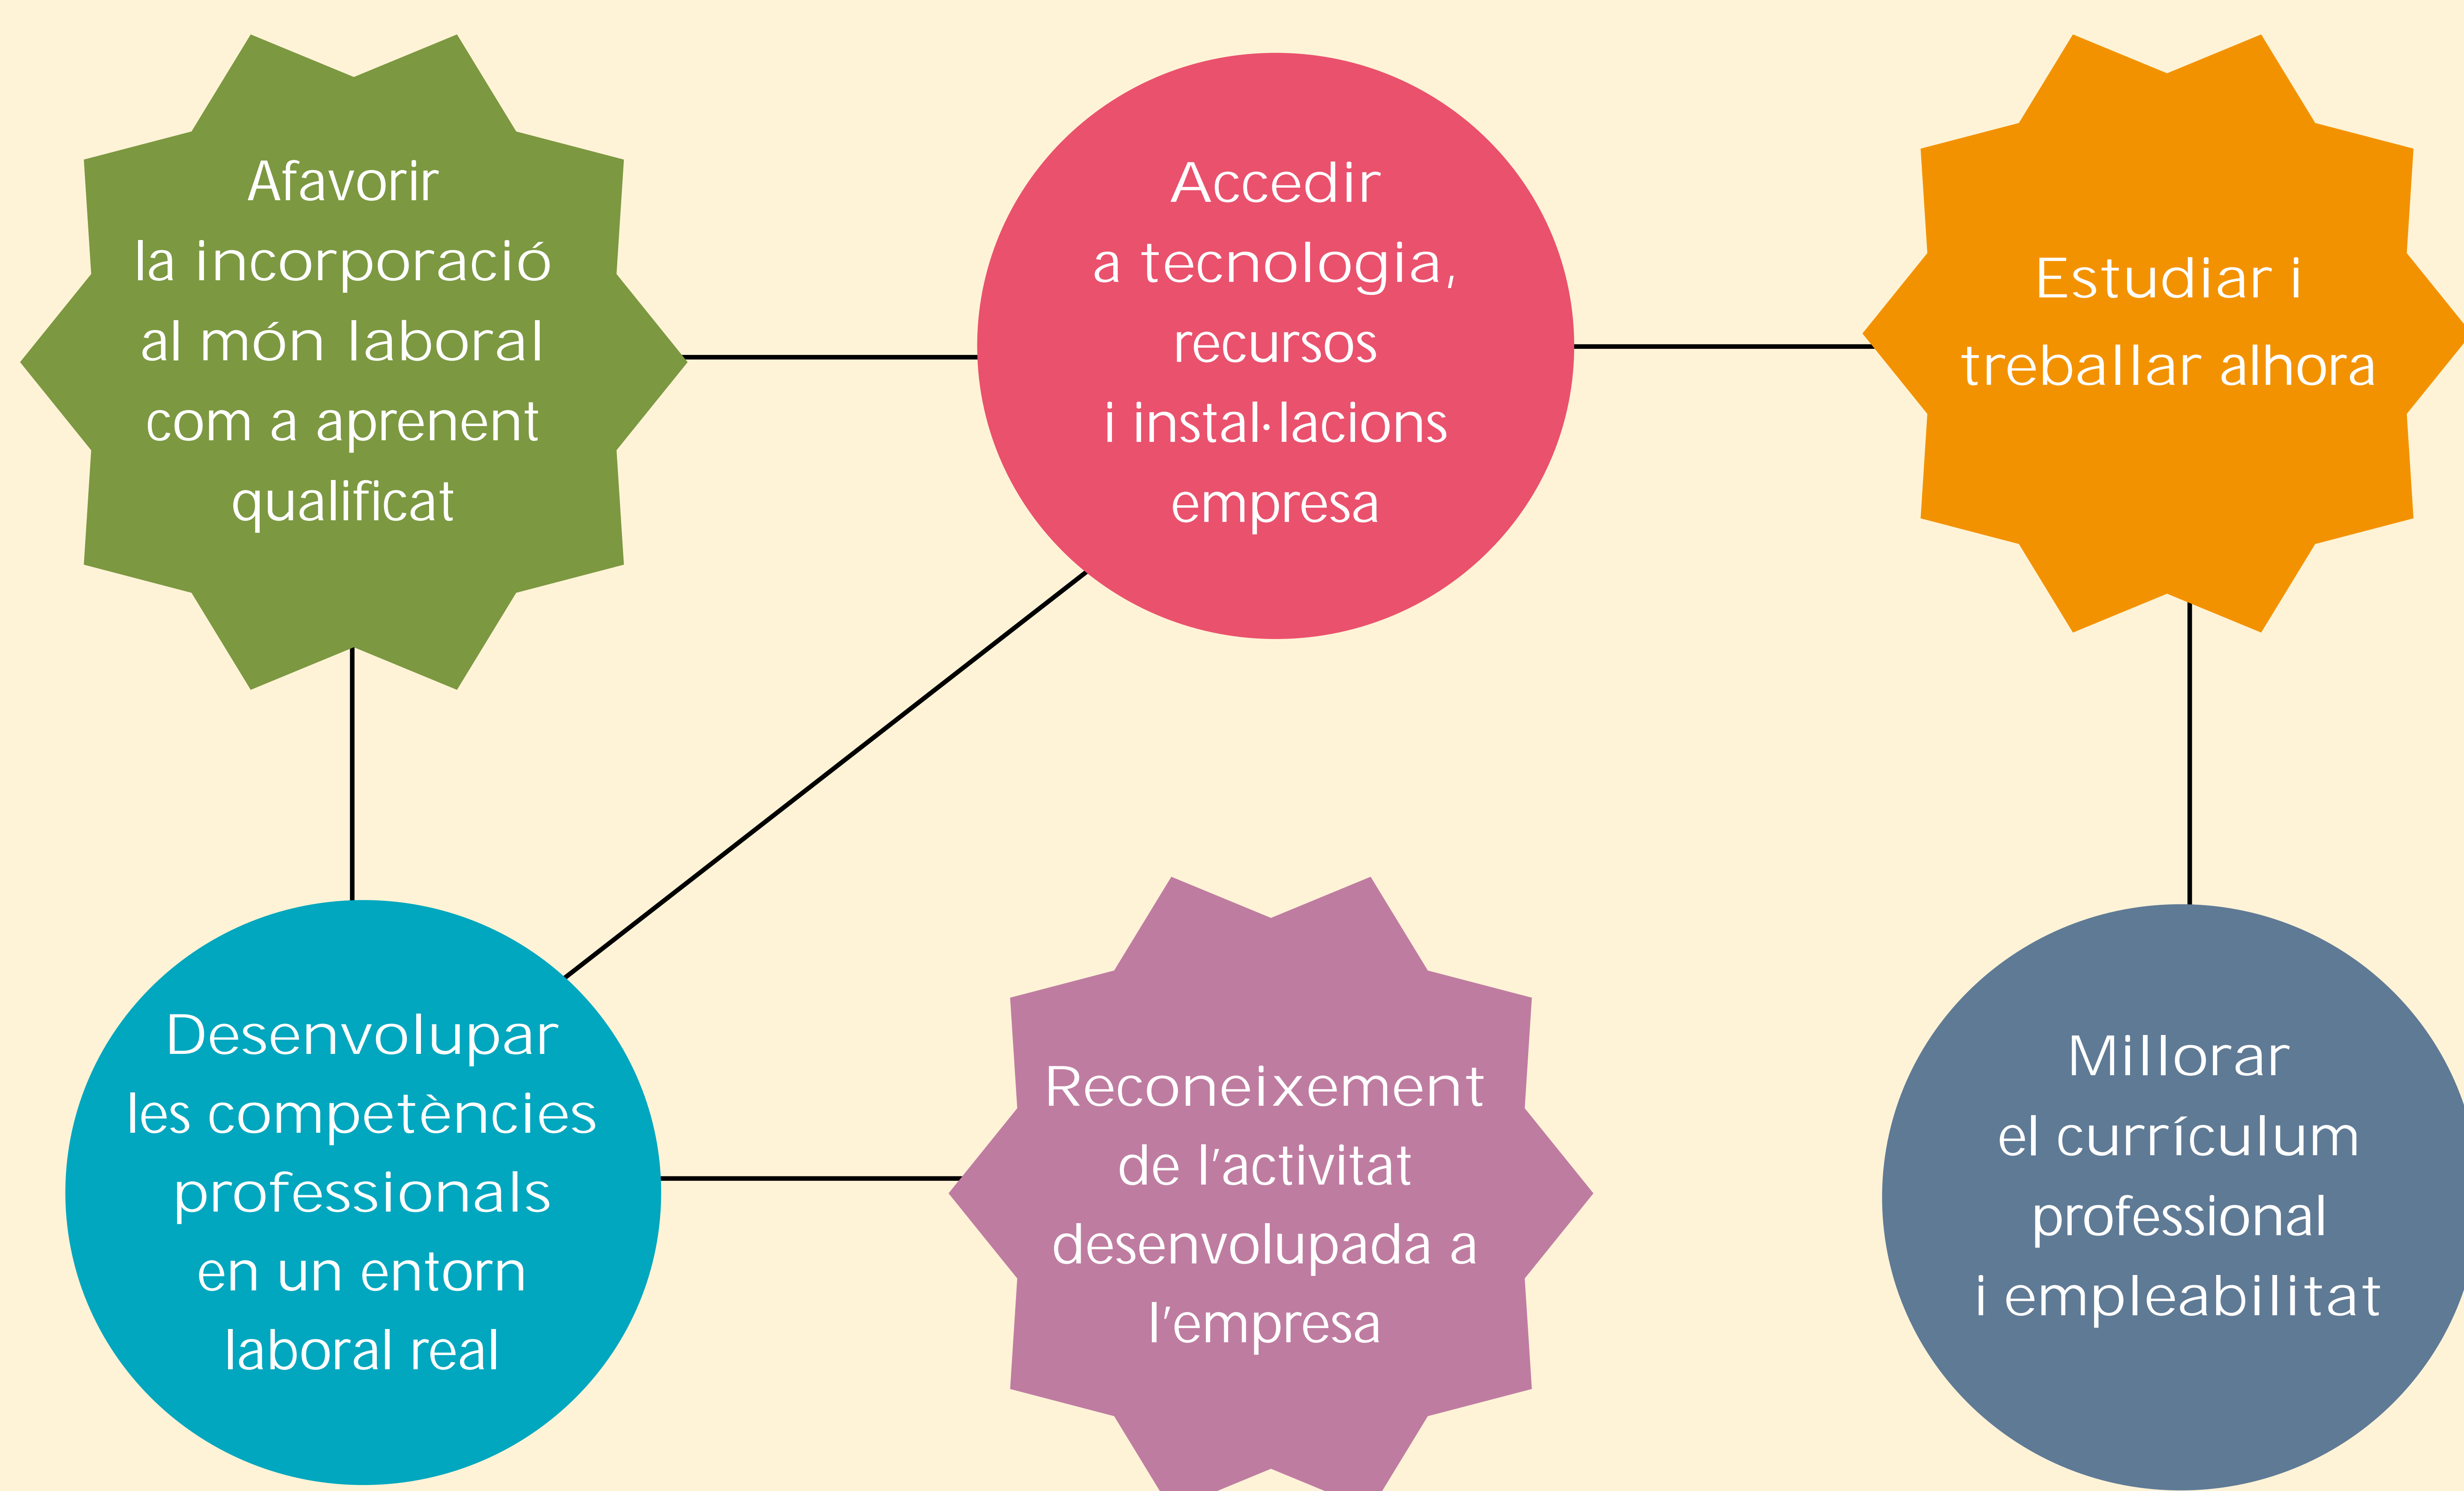 Afavorir
la incorporació
al món laboral
com a aprenent
qualificat
Accedir
a tecnologia,
recursos
i instal·lacions
empresa
Estudiar i
treballar alhora
Desenvolupar
les competències
professionals
en un entorn
laboral real
Reconeixement
de l'activitat
desenvolupada a
l'empresa
Millorar
el currículum
professional
i empleabilitat